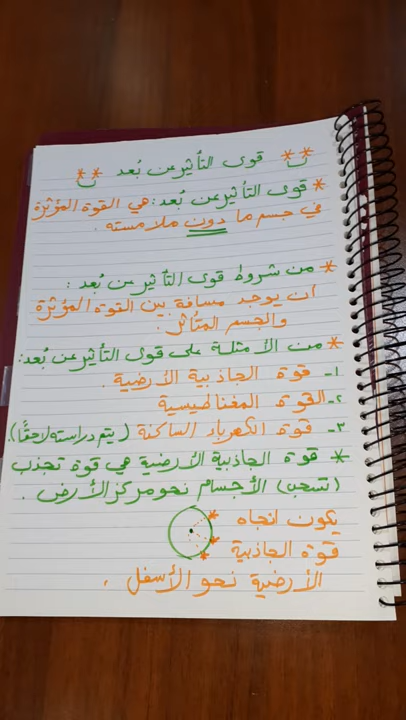 ** قوى التأثير عن بُعد **
* قوى التأثير عن بُعد: هي القوة المؤثرة
في جسم ما دون ملامسته .
* من شروط قوى التأثير عن بُعد :
ان يوجد مسافة بين القوة المؤثرة
والجسم المتأثر .
* من الأمثلة على قوى التأثير عن بُعد:
١- قوة الجاذبية الأرضية .
٢- القوة المغناطيسية
٣- قوة الكهرباء الساكنة (يتم دراسته لاحقًا).
* قوة الجاذبية الأرضية هي قوة تجذب
(تسحب) الأجسام نحو مركز الأرض .
يكون اتجاه
قوة الجاذبية
الأرضية نحو الأسفل .